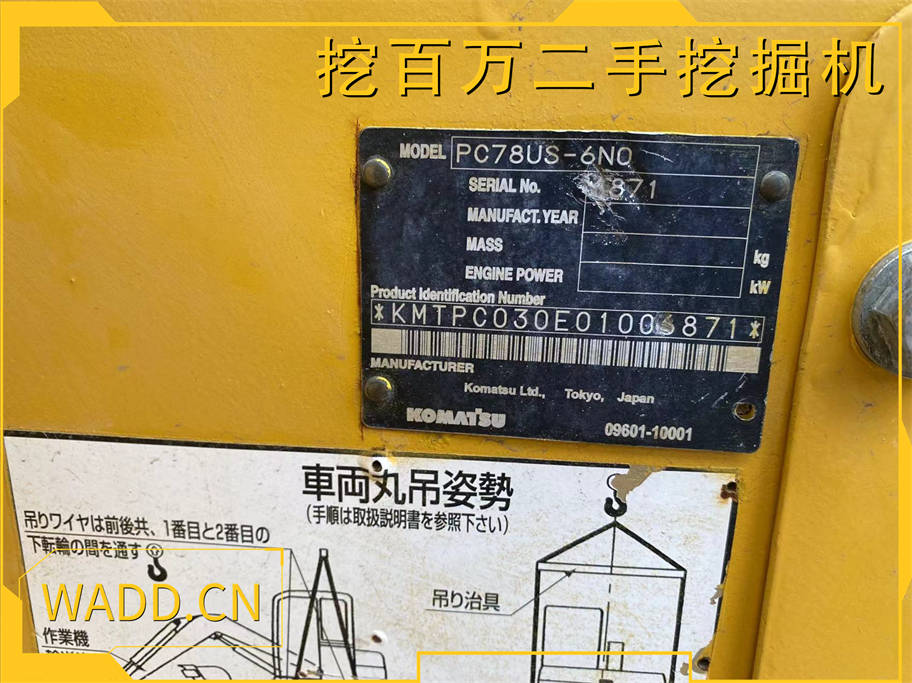 挖百万二手挖掘机
MODEL PC78US-6N0
SERIAL No. 871
MANUFACT.YEAR
MASS kg
ENGINE POWER kW
Product Identification Number
*KMTPC030E01006871*
MANUFACTURER
Komatsu Ltd., Tokyo, Japan
KOMATSU
09601-10001
車両丸吊姿勢
(手順は取扱説明書を参照下さい)
吊りワイヤは前後共、1番目と2番目の
下転輪の間を通す
吊り治具
WADD.CN
作業機